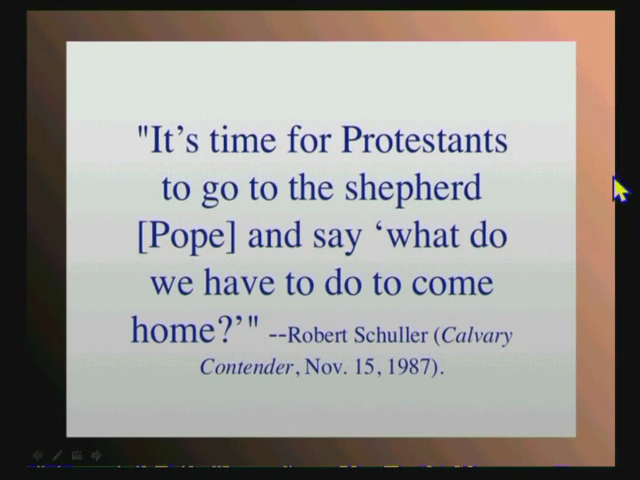 "It’s time for Protestants
to go to the shepherd
[Pope] and say ‘what do
we have to do to come
home?’" --Robert Schuller (Calvary
Contender, Nov. 15, 1987).